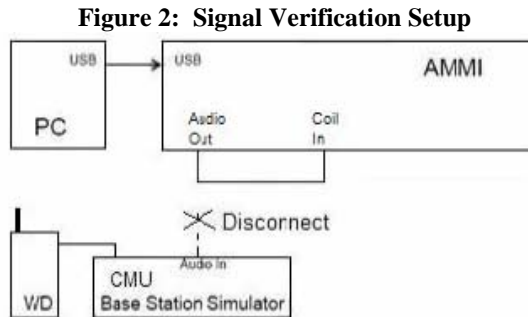 Figure 2: Signal Verification Setup
USB
USB
AMMI
PC
Audio
Out
Coil
In
Disconnect
Audio In
CMU
WD
Base Station Simulator